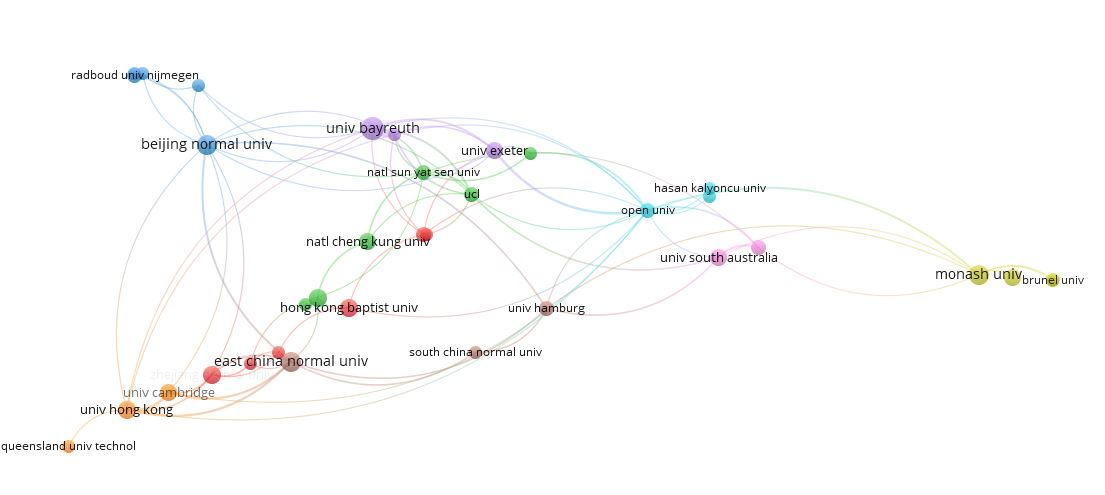 radboud univ nijmegen
univ bayreuth
beijing normal univ
univ exeter
natl sun yat sen univ
hasan kalyoncu univ
ucl
open univ
natl cheng kung univ
univ south australia
monash univ
brunel univ
hong kong baptist univ
univ hamburg
south china normal univ
east china normal univ
univ cambridge
univ hong kong
queensland univ technol